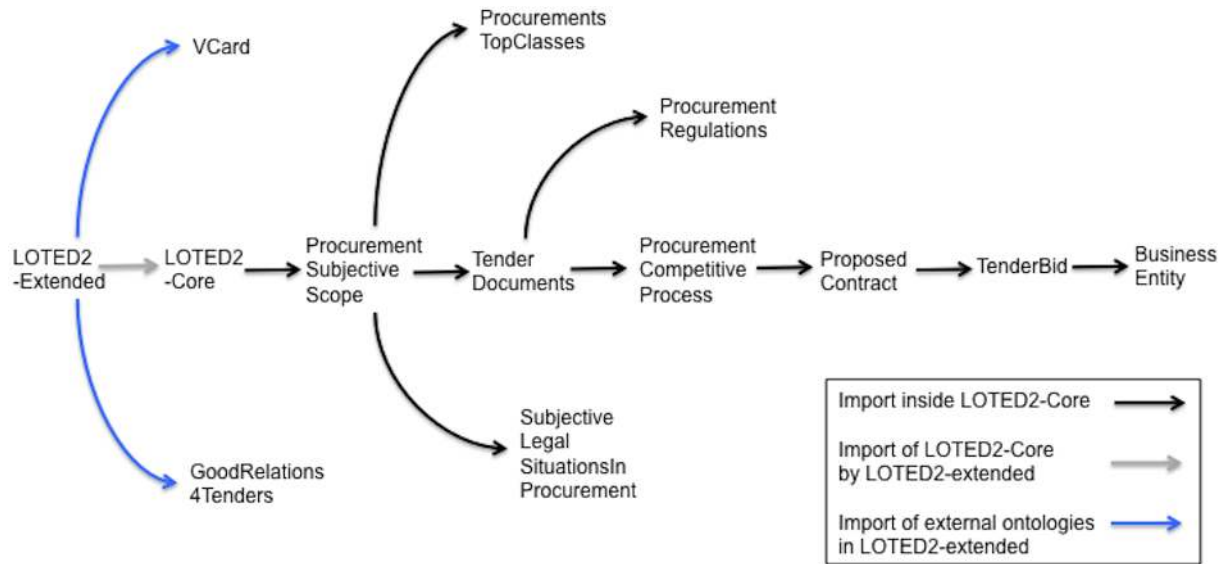 Procurements
TopClasses
VCard
Procurement
Regulations
LOTED2
-Extended
LOTED2
-Core
Procurement
Subjective
Scope
Tender
Documents
Procurement
Competitive
Process
Proposed
Contract
TenderBid
Business
Entity
Subjective
Legal
SituationsIn
Procurement
GoodRelations
4Tenders
Import inside LOTED2-Core
Import of LOTED2-Core
by LOTED2-extended
Import of external ontologies
in LOTED2-extended